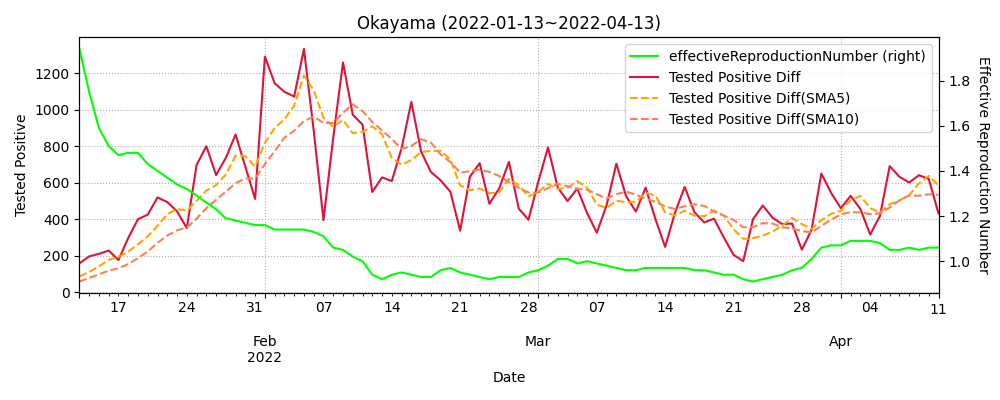 Okayama (2022-01-13~2022-04-13)
effectiveReproductionNumber (right)
Tested Positive Diff
Tested Positive Diff(SMA5)
Tested Positive Diff(SMA10)
Tested Positive
1200
1000
800
600
400
200
0
Effective Reproduction Number
1.8
1.6
1.4
1.2
1.0
17 24 31 07 14 21 28 07 14 21 28 04 11
Feb Mar Apr
2022
Date